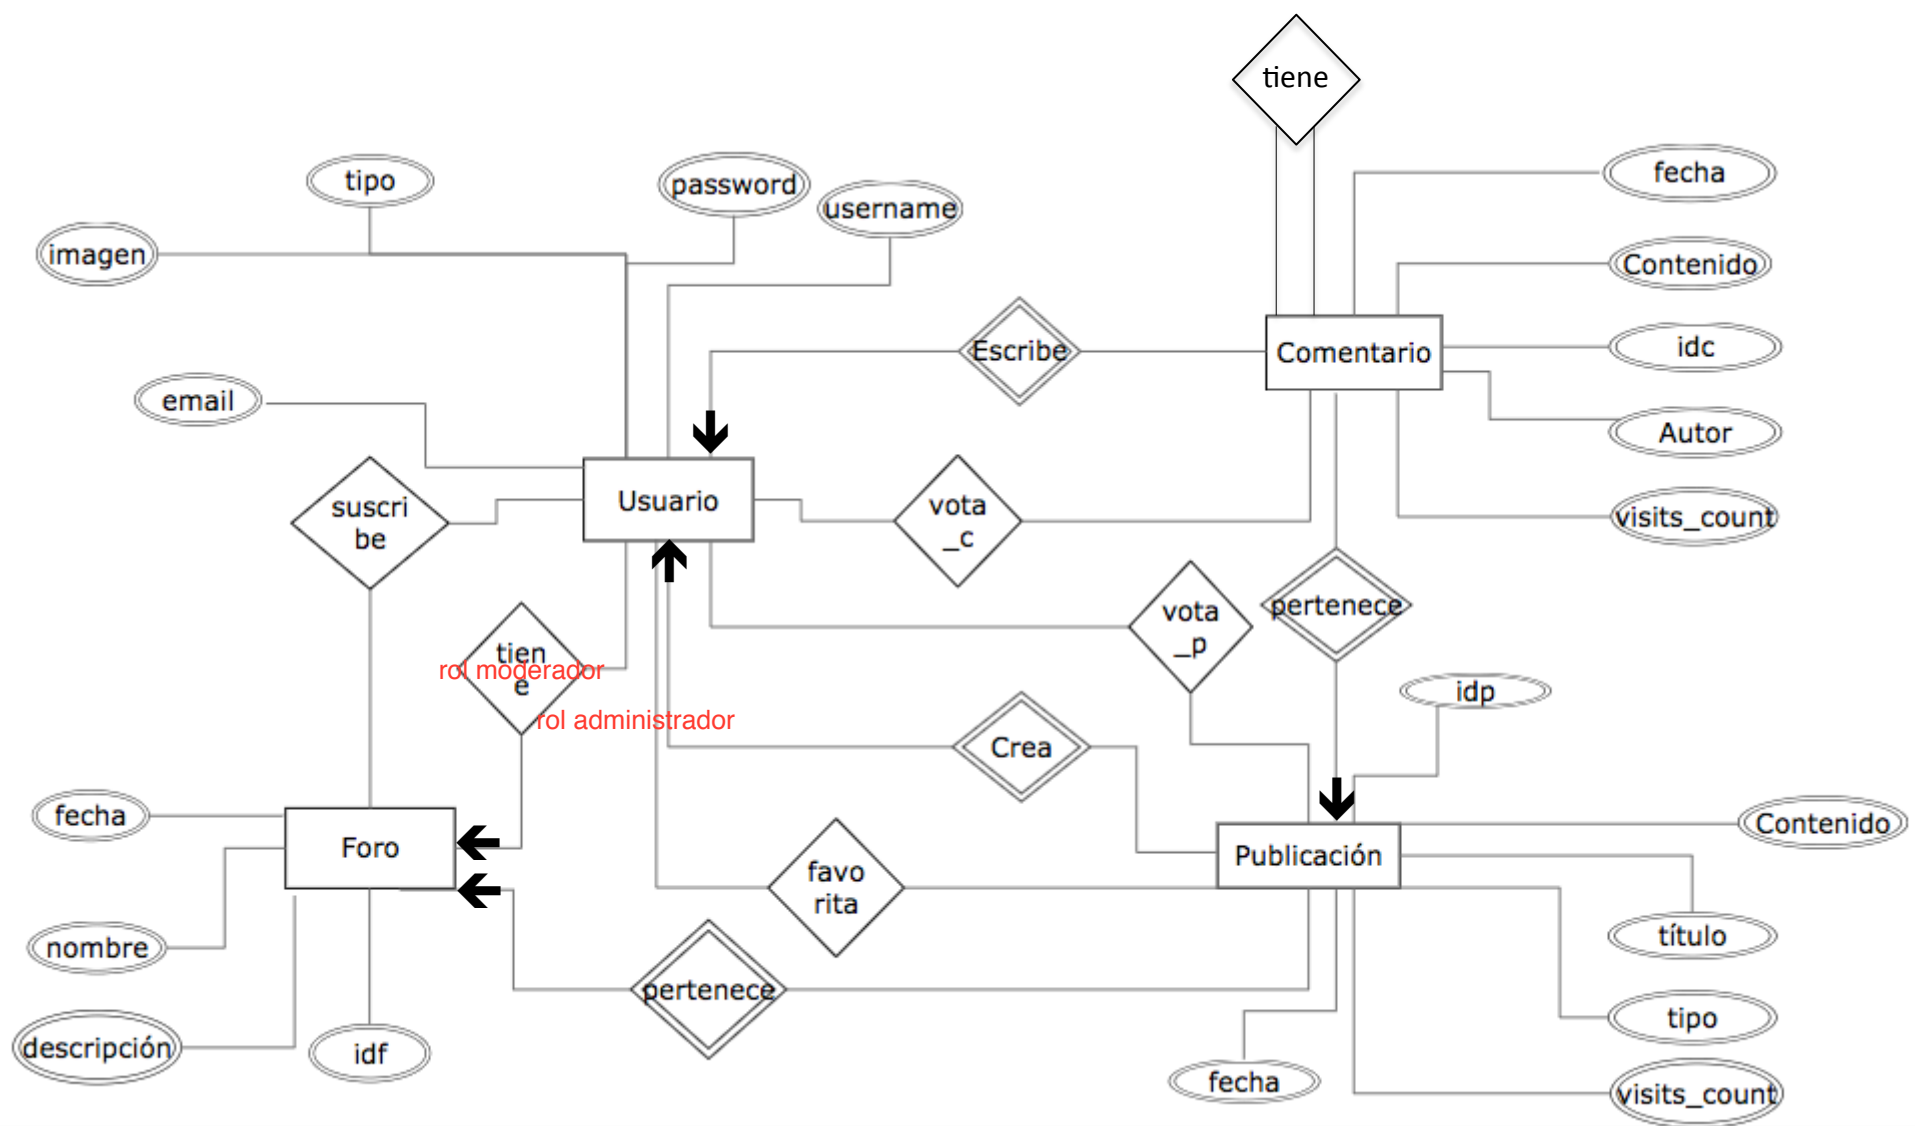 tiene
tipo
password
username
fecha
imagen
Contenido
Escribe
Comentario
idc
email
Autor
suscri
be
Usuario
vota
_c
visits_count
tien
e
rol moderador
rol administrador
vota
_p
pertenece
idp
Crea
fecha
Foro
favo
rita
Publicación
Contenido
nombre
título
pertenece
descripción
idf
tipo
fecha
visits_count